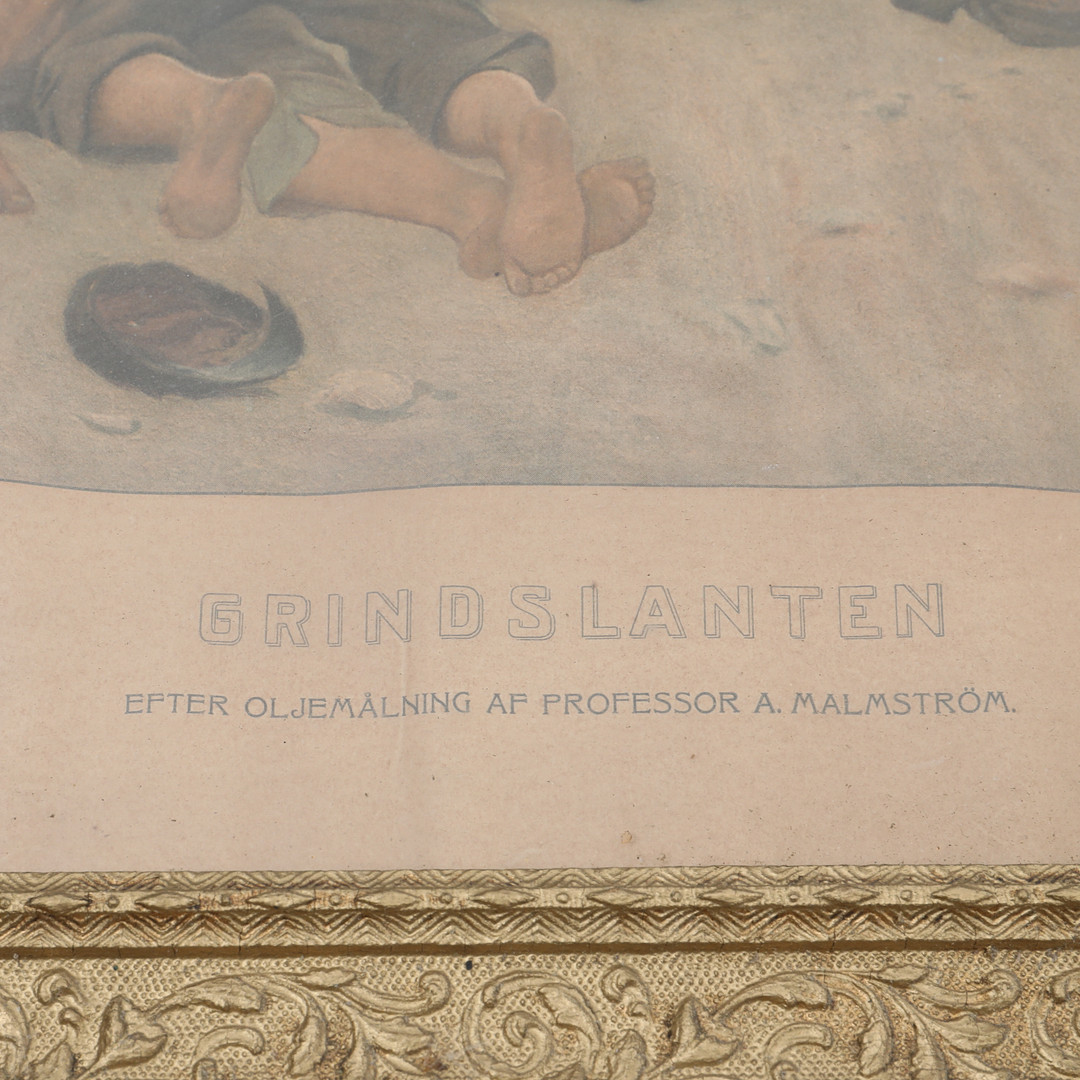 GRINDSLANTEN
EFTER OLJEMÅLNING AF PROFESSOR A. MALMSTRÖM.